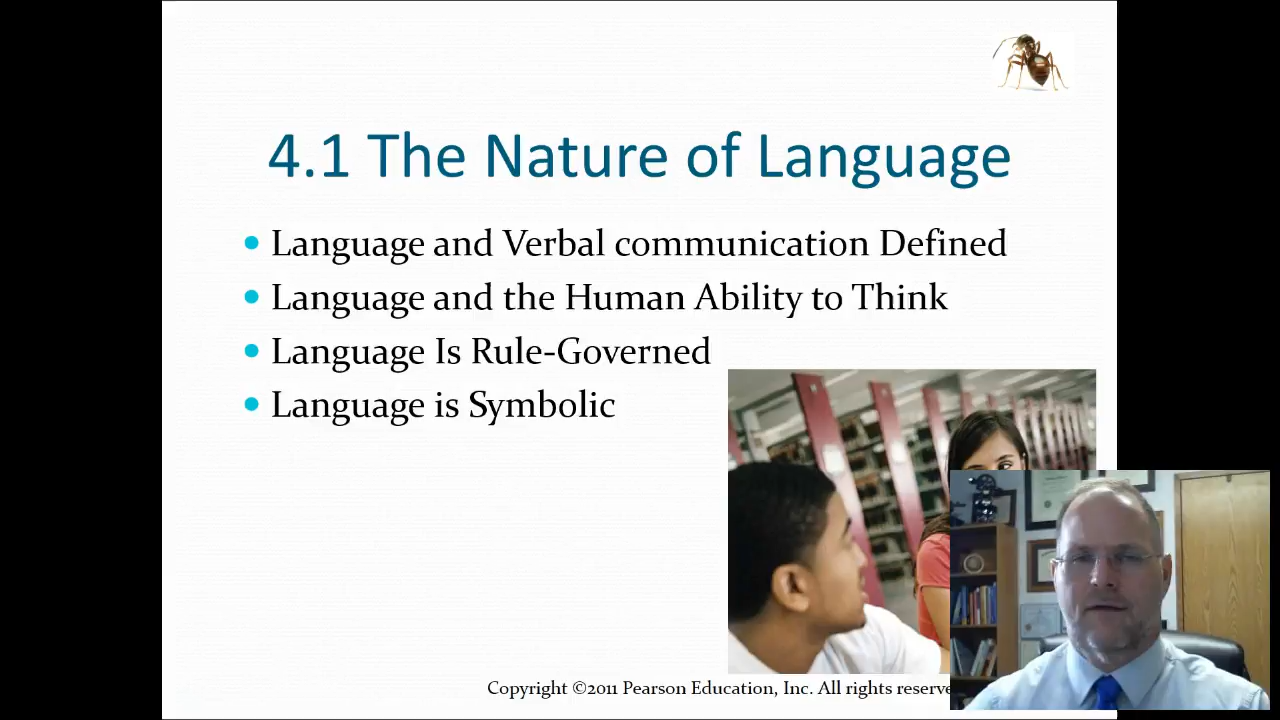 4.1 The Nature of Language
Language and Verbal communication Defined
Language and the Human Ability to Think
Language Is Rule-Governed
Language is Symbolic
Copyright ©2011 Pearson Education, Inc. All rights